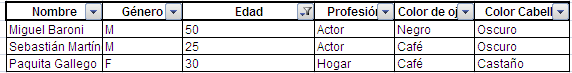 Nombre Género Edad Profesión Color de oj Color Cabell
Miguel Baroni M 50 Actor Negro Oscuro
Sebastián Martín M 25 Actor Café Oscuro
Paquita Gallego F 30 Hogar Café Castaño